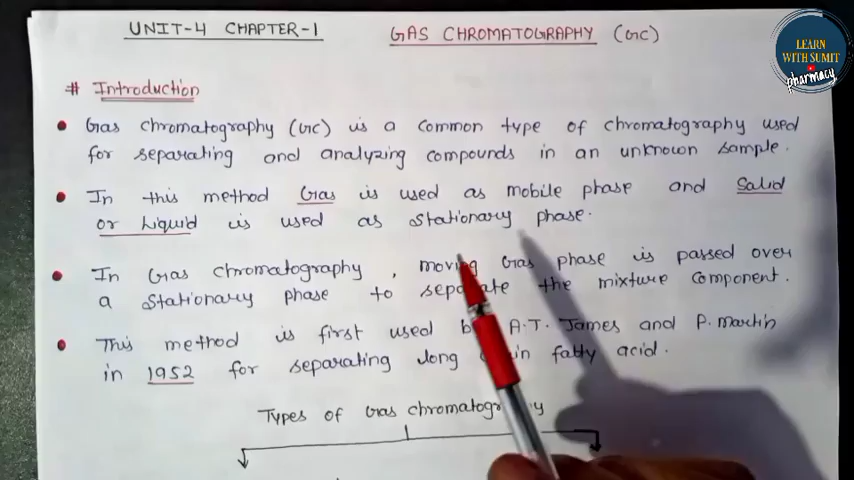 UNIT-4 CHAPTER-1 GAS CHROMATOGRAPHY (GC)
LEARN
WITH SUMIT
pharmacy
# Introduction
Gas chromatography (GC) is a common type of chromatography used
for separating and analyzing compounds in an unknown sample.
In this method Gas is used as mobile phase and Salid
or Liquid is used as Stationary phase.
In Gas chromatography, moving Gas phase is passed over
a Stationary phase to separate the mixture component.
This method is first used A.T. James and P. Martin
in 1952 for separating long fatty acid.
Types of Gas chromatography